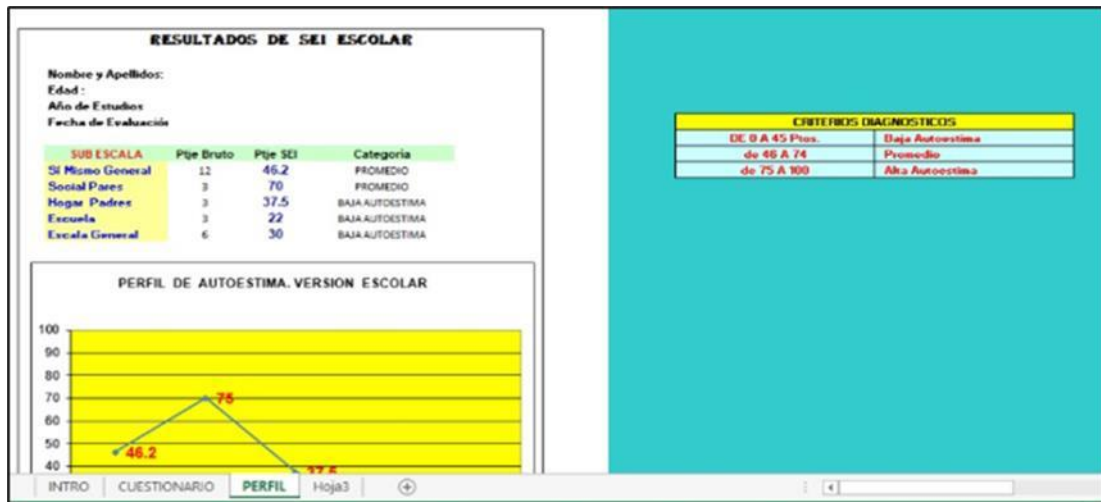 RESULTADOS DE SEI ESCOLAR
Nombre y Apellidos:
Edad :
Año de Estudios
Fecha de Evaluación
SUB ESCALA Ptje Bruto Ptje SEI Categoria
Sí Mismo General 12 46.2 PROMEDIO
Social Pares 3 70 PROMEDIO
Hogar Padres 3 37.5 BAJA AUTOESTIMA
Escuela 3 22 BAJA AUTOESTIMA
Escala General 6 30 BAJA AUTOESTIMA
CRITERIOS DIAGNOSTICOS
DE 0 A 45 Ptos. Baja Autoestima
de 46 A 74 Promedio
de 75 A 100 Alta Autoestima
PERFIL DE AUTOESTIMA. VERSION ESCOLAR
100
90
80
70
60
50
40
75
46.2
37.5
INTRO CUESTIONARIO PERFIL Hoja3